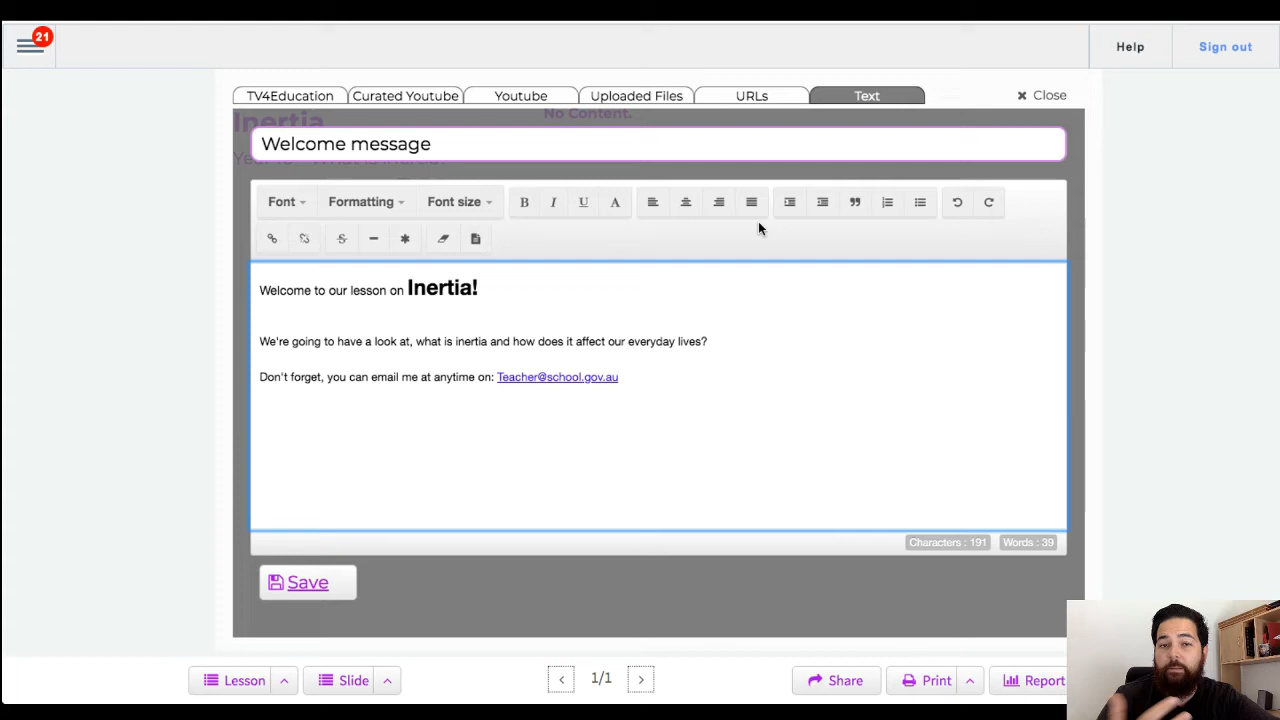 21
Help
Sign out
TV4Education
Curated Youtube
Youtube
Uploaded Files
URLs
Text
Close
Inertia
No Content.
Welcome message
Font
Formatting
Font size
B
I
U
A
Welcome to our lesson on Inertia!
We're going to have a look at, what is inertia and how does it affect our everyday lives?
Don't forget, you can email me at anytime on: Teacher@school.gov.au
Characters : 191
Words : 39
Save
Lesson
Slide
1/1
Share
Print
Report